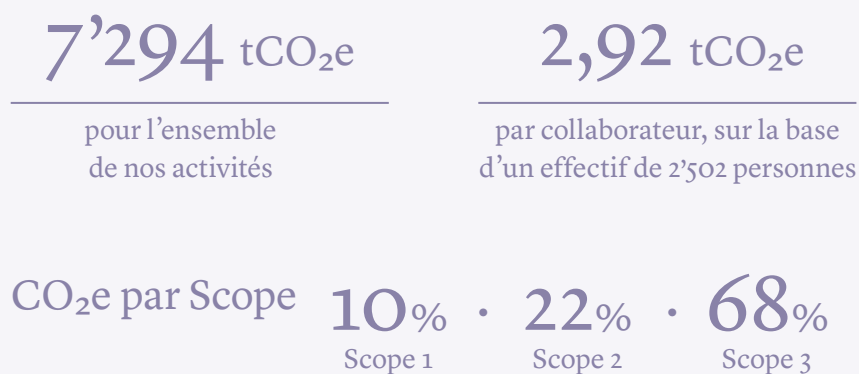 7’294 tCO₂e
pour l’ensemble
de nos activités
2,92 tCO₂e
par collaborateur, sur la base
d’un effectif de 2’502 personnes
CO₂e par Scope 10% · 22% · 68%
Scope 1 Scope 2 Scope 3